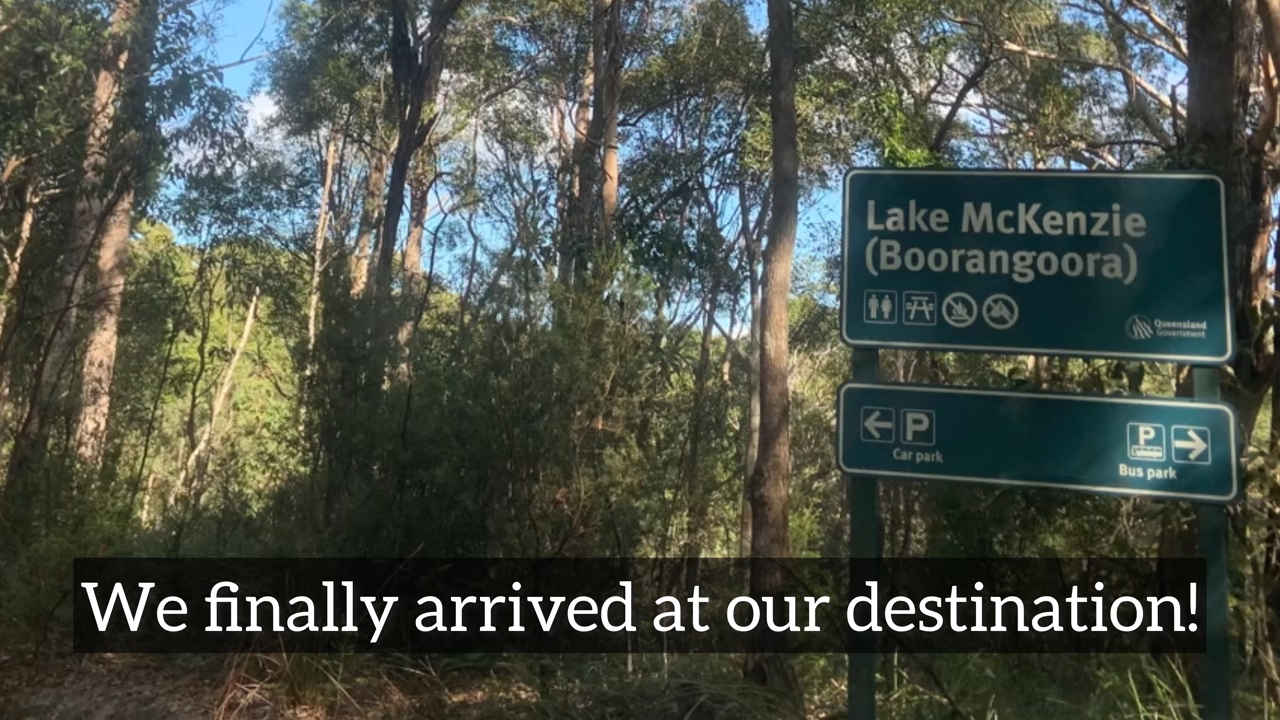 Lake McKenzie
(Boorangoora)
Queensland
Government
P
Car park
P
Bus park
We finally arrived at our destination!